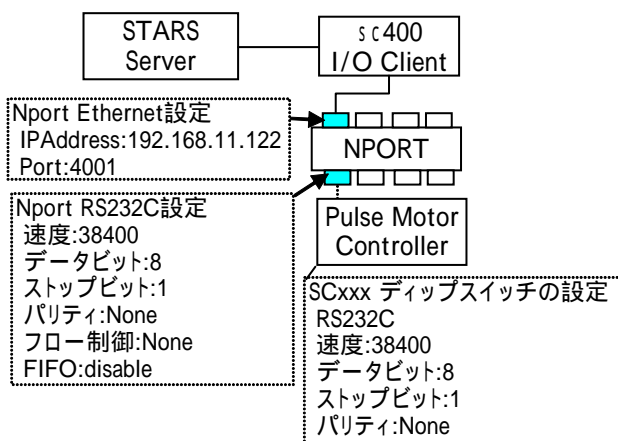 STARS
Server
ｓｃ400
I/O Client
Nport Ethernet設定
IPAddress:192.168.11.122
Port:4001
NPORT
Nport RS232C設定
速度:38400
データビット:8
ストップビット:1
パリティ:None
フロー制御:None
FIFO:disable
Pulse Motor
Controller
SCxxx ディップスイッチの設定
RS232C
速度:38400
データビット:8
ストップビット:1
パリティ:None